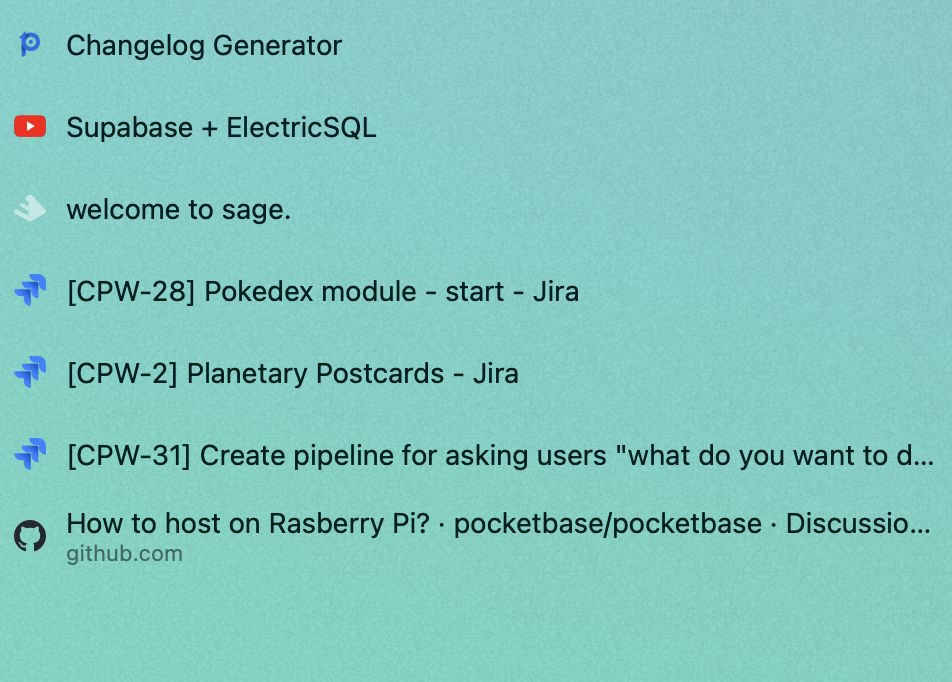 Changelog Generator
Supabase + ElectricSQL
welcome to sage.
[CPW-28] Pokedex module - start - Jira
[CPW-2] Planetary Postcards - Jira
[CPW-31] Create pipeline for asking users "what do you want to d...
How to host on Rasberry Pi? · pocketbase/pocketbase · Discussio...
github.com